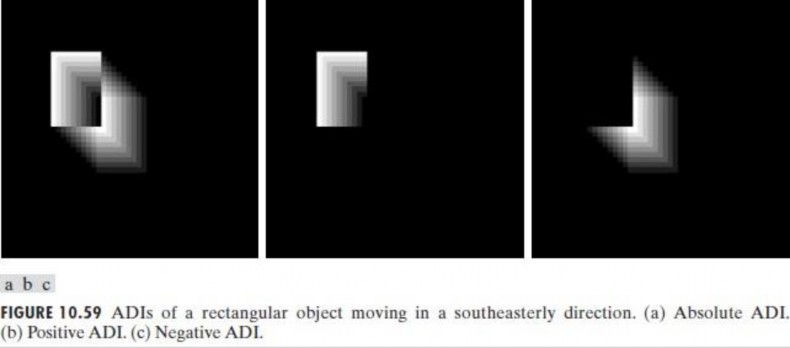 a b c
FIGURE 10.59 ADIs of a rectangular object moving in a southeasterly direction. (a) Absolute ADI.
(b) Positive ADI. (c) Negative ADI.